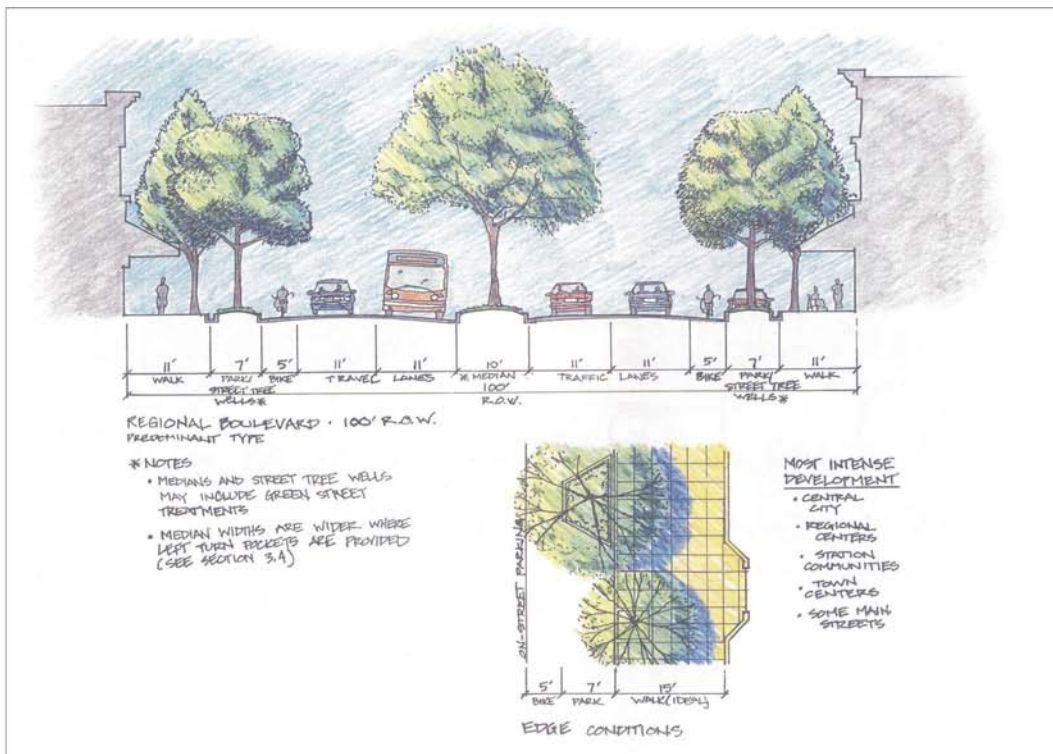 11' 7' 5' 11' 11' 10' 11' 11' 5' 7' 11'
WALK PARK/ BIKE TRAVEL LANES * MEDIAN TRAFFIC LANES BIKE PARK/ WALK
STREET TREE 100' STREET TREE
WELLS * R.O.W. WELLS *
REGIONAL BOULEVARD · 100' R.O.W.
PREDOMINANT TYPE
* NOTES
• MEDIANS AND STREET TREE WELLS
MAY INCLUDE GREEN STREET
TREATMENTS
• MEDIAN WIDTHS ARE WIDER WHERE
LEFT TURN POCKETS ARE PROVIDED
(SEE SECTION 3.4)
ON-STREET PARKING
5' 7' 15'
BIKE PARK WALK (IDEAL)
EDGE CONDITIONS
MOST INTENSE
DEVELOPMENT
• CENTRAL
CITY
• REGIONAL
CENTERS
• STATION
COMMUNITIES
• TOWN
CENTERS
• SOME MAIN
STREETS